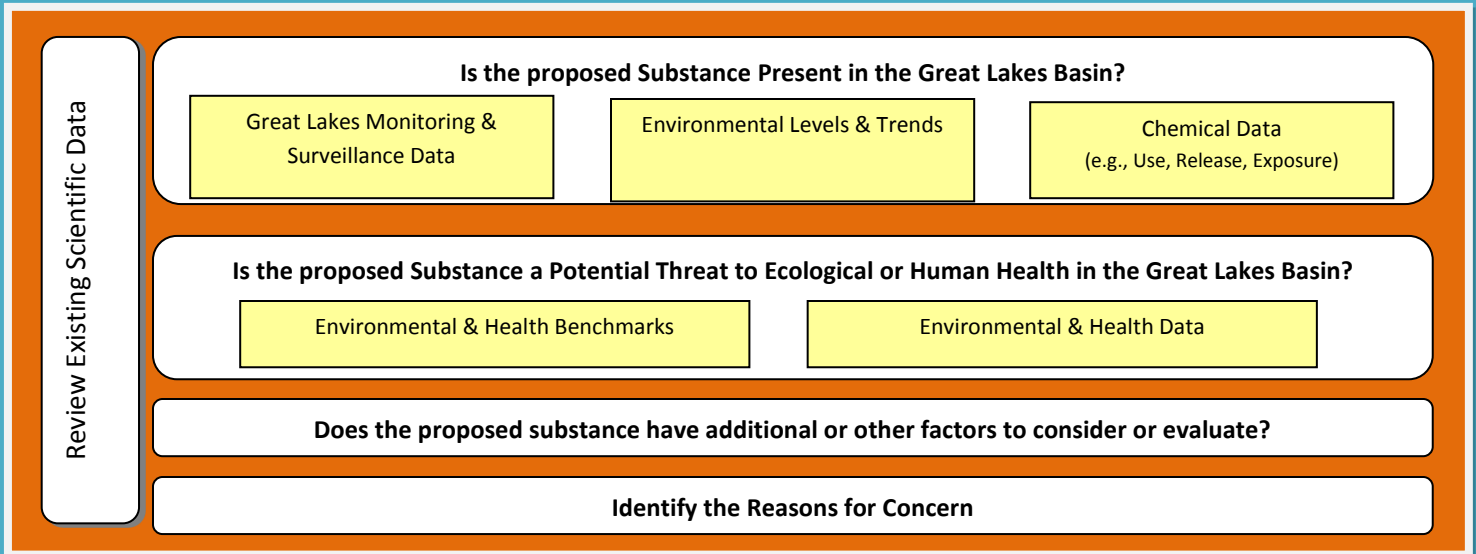 Review Existing Scientific Data
Is the proposed Substance Present in the Great Lakes Basin?
Great Lakes Monitoring &
Surveillance Data
Environmental Levels & Trends
Chemical Data
(e.g., Use, Release, Exposure)
Is the proposed Substance a Potential Threat to Ecological or Human Health in the Great Lakes Basin?
Environmental & Health Benchmarks
Environmental & Health Data
Does the proposed substance have additional or other factors to consider or evaluate?
Identify the Reasons for Concern